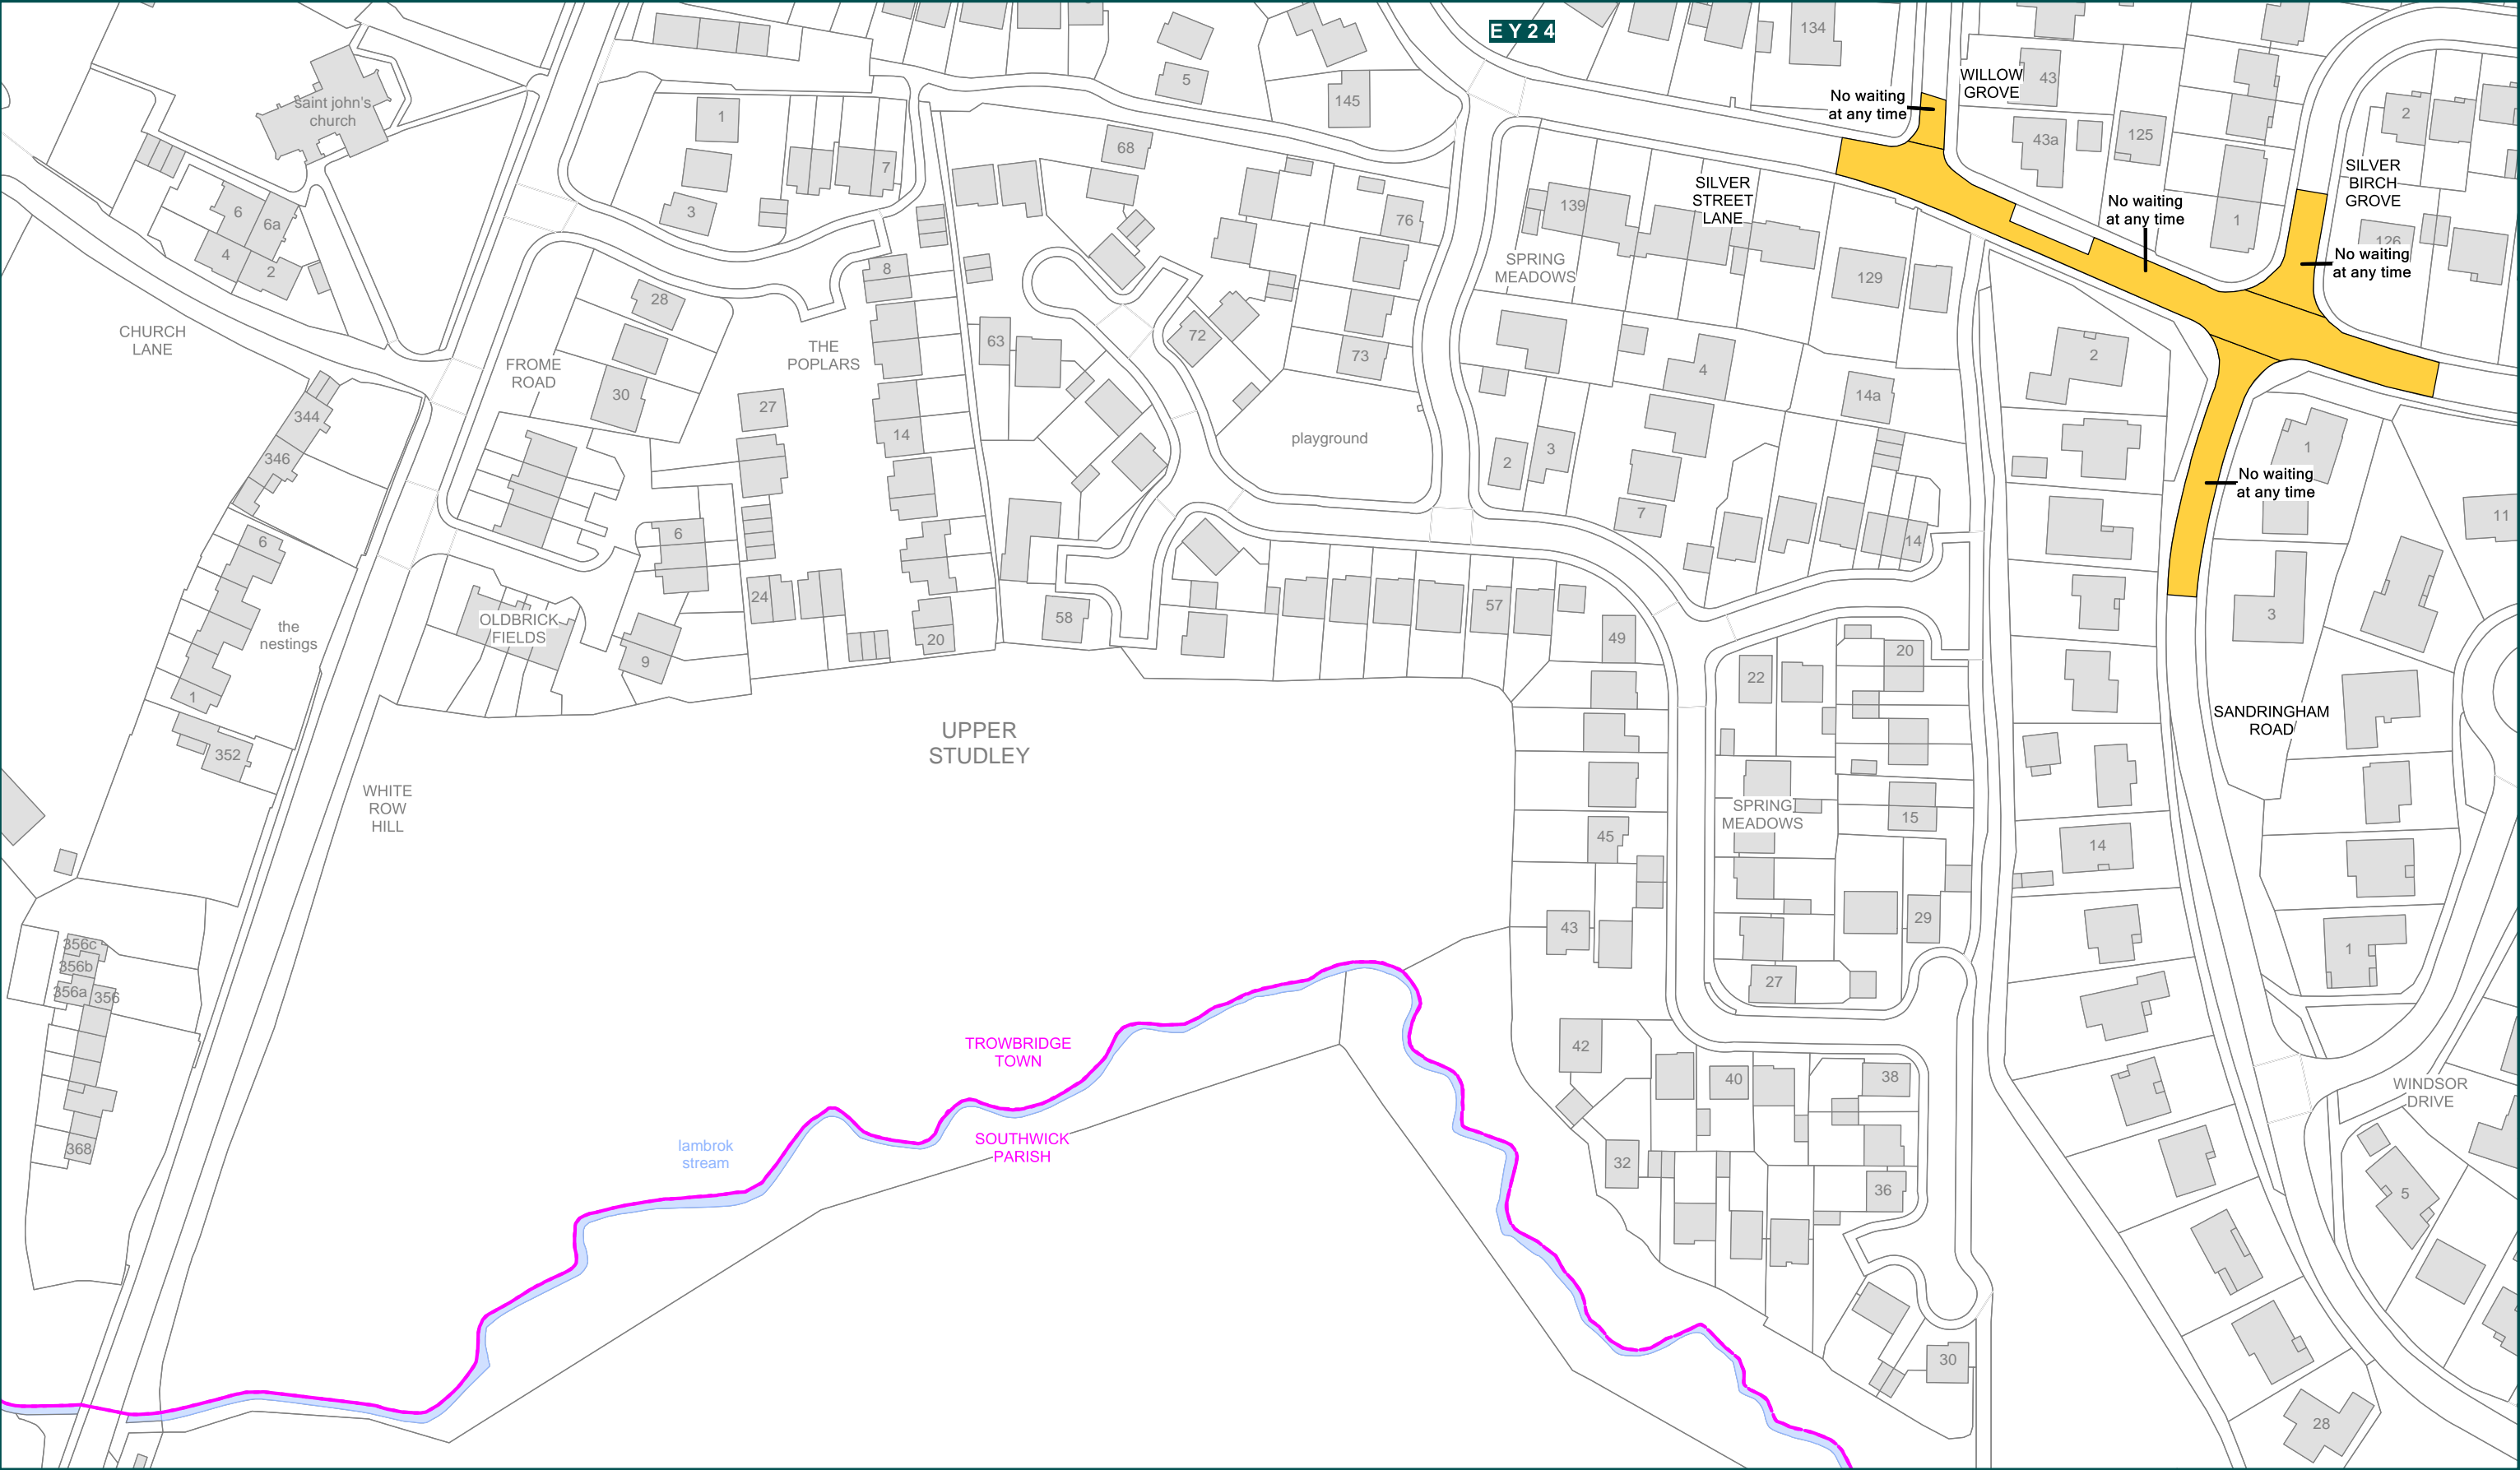 E Y 2 4
134
WILLOW
GROVE
43
No waiting
at any time
saint john's
church
5
145
1
68
7
43a
125
2
SILVER
BIRCH
GROVE
SILVER
STREET
LANE
139
No waiting
at any time
6
6a
3
76
1
126
No waiting
at any time
4
2
8
SPRING
MEADOWS
129
28
CHURCH
LANE
THE
POPLARS
63
72
73
2
FROME
ROAD
4
30
27
14a
344
14
playground
346
2
3
1
No waiting
at any time
7
11
6
6
14
24
57
58
3
the
nestings
OLDBRICK
FIELDS
20
49
9
20
22
1
352
UPPER
STUDLEY
SANDRINGHAM
ROAD
WHITE
ROW
HILL
SPRING
MEADOWS
15
45
14
43
29
356c
356b
356a
356
1
27
TROWBRIDGE
TOWN
42
40
38
WINDSOR
DRIVE
368
lambrok
stream
SOUTHWICK
PARISH
32
36
5
30
28